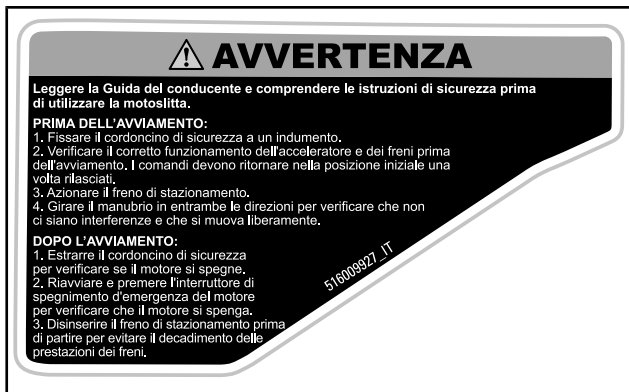 AVVERTENZA
Leggere la Guida del conducente e comprendere le istruzioni di sicurezza prima
di utilizzare la motoslitta.
PRIMA DELL'AVVIAMENTO:
1. Fissare il cordoncino di sicurezza a un indumento.
2. Verificare il corretto funzionamento dell'acceleratore e dei freni prima
dell'avviamento. I comandi devono ritornare nella posizione iniziale una
volta rilasciati.
3. Azionare il freno di stazionamento.
4. Girare il manubrio in entrambe le direzioni per verificare che non
ci siano interferenze e che si muova liberamente.
DOPO L'AVVIAMENTO:
1. Estrarre il cordoncino di sicurezza
per verificare se il motore si spegne.
2. Riavviare e premere l'interruttore di
spegnimento d'emergenza del motore
per verificare che il motore si spenga.
3. Disinserire il freno di stazionamento prima
di partire per evitare il decadimento delle
prestazioni dei freni.
516009927_IT